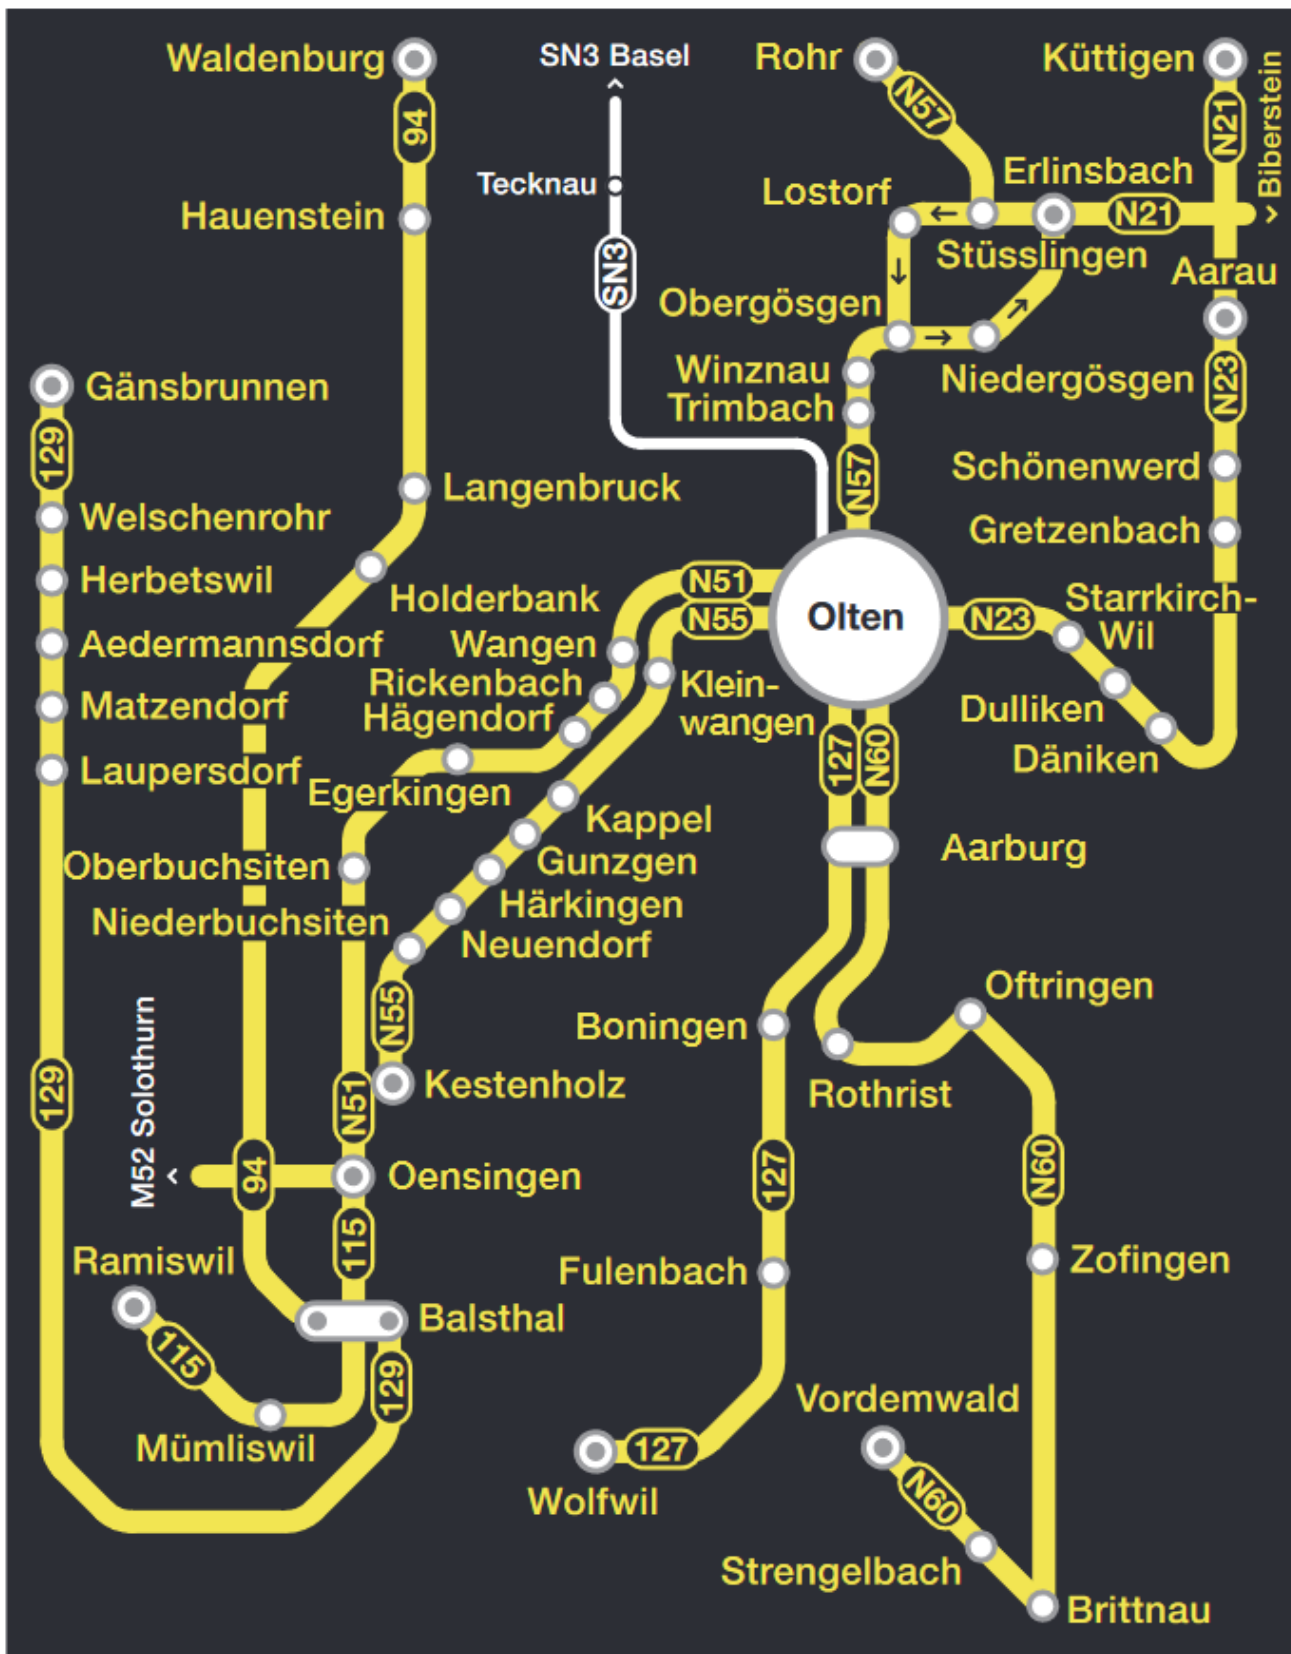 Waldenburg
SN3 Basel
Rohr
Küttigen
94
N57
N21
Biberstein
Tecknau
Erlinsbach
Lostorf
N21
Hauenstein
SN3
Stüsslingen
Aarau
Obergösgen
Winznau
Niedergösgen
N23
Gänsbrunnen
Trimbach
129
Schönenwerd
Langenbruck
N57
Welschenrohr
Gretzenbach
Herbetswil
Holderbank
N51
Starrkirch-
Wil
N55
Olten
N23
Aedermannsdorf
Wangen
Rickenbach
Klein-
wangen
Matzendorf
Hägendorf
Dulliken
Däniken
Laupersdorf
127
N60
Egerkingen
Kappel
Aarburg
Oberbuchsiten
Gunzgen
Härkingen
Niederbuchsiten
Neuendorf
Oftringen
M52 Solothurn
N55
Boningen
129
N51
Kestenholz
Rothrist
94
Oensingen
127
N60
115
Ramiswil
Fulenbach
Zofingen
Balsthal
115
129
Vordemwald
Mümliswil
127
Wolfwil
N60
Strengelbach
Brittnau